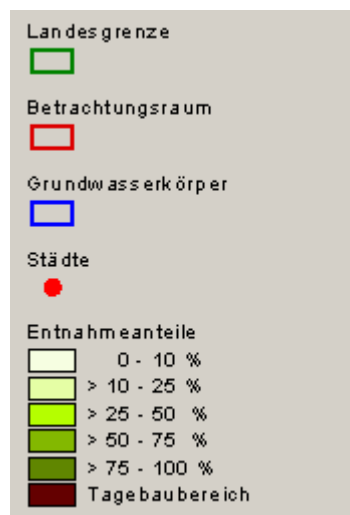 Landesgrenze
Betrachtungsraum
Grundwasserkörper
Städte
Entnahmeanteile
0 - 10 %
> 10 - 25 %
> 25 - 50 %
> 50 - 75 %
> 75 - 100 %
Tagebaubereich